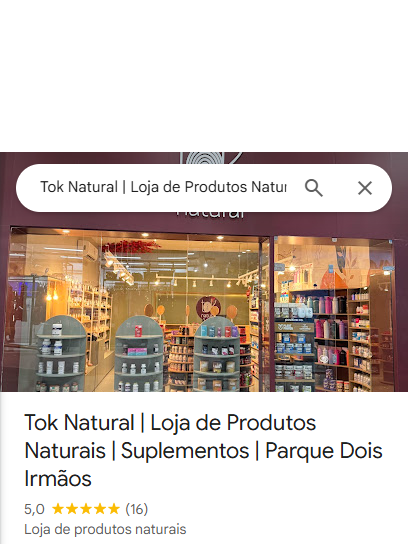 Tok Natural | Loja de Produtos Natur
natural
Tok Natural | Loja de Produtos
Naturais | Suplementos | Parque Dois
Irmãos
5,0 (16)
Loja de produtos naturais